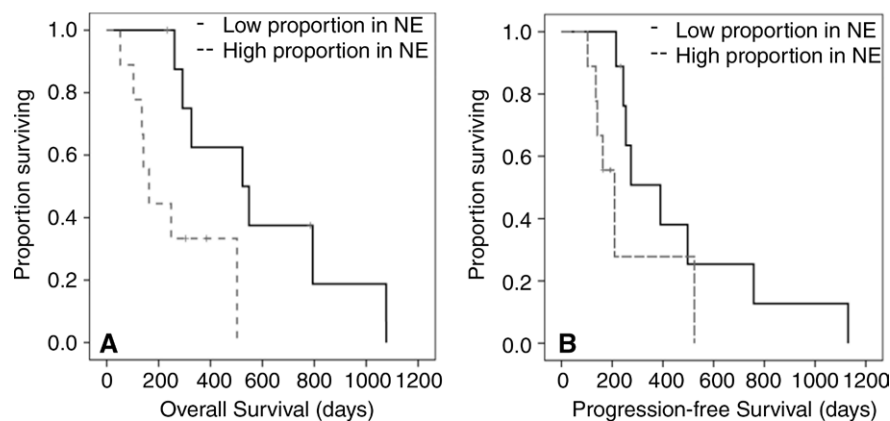 Low proportion in NE
High proportion in NE
1.0
0.8
0.6
0.4
0.2
0.0
Proportion surviving
A
0 200 400 600 800 1000 1200
Overall Survival (days)
Low proportion in NE
High proportion in NE
1.0
0.8
0.6
0.4
0.2
0.0
Proportion surviving
B
0 200 400 600 800 1000 1200
Progression-free Survival (days)